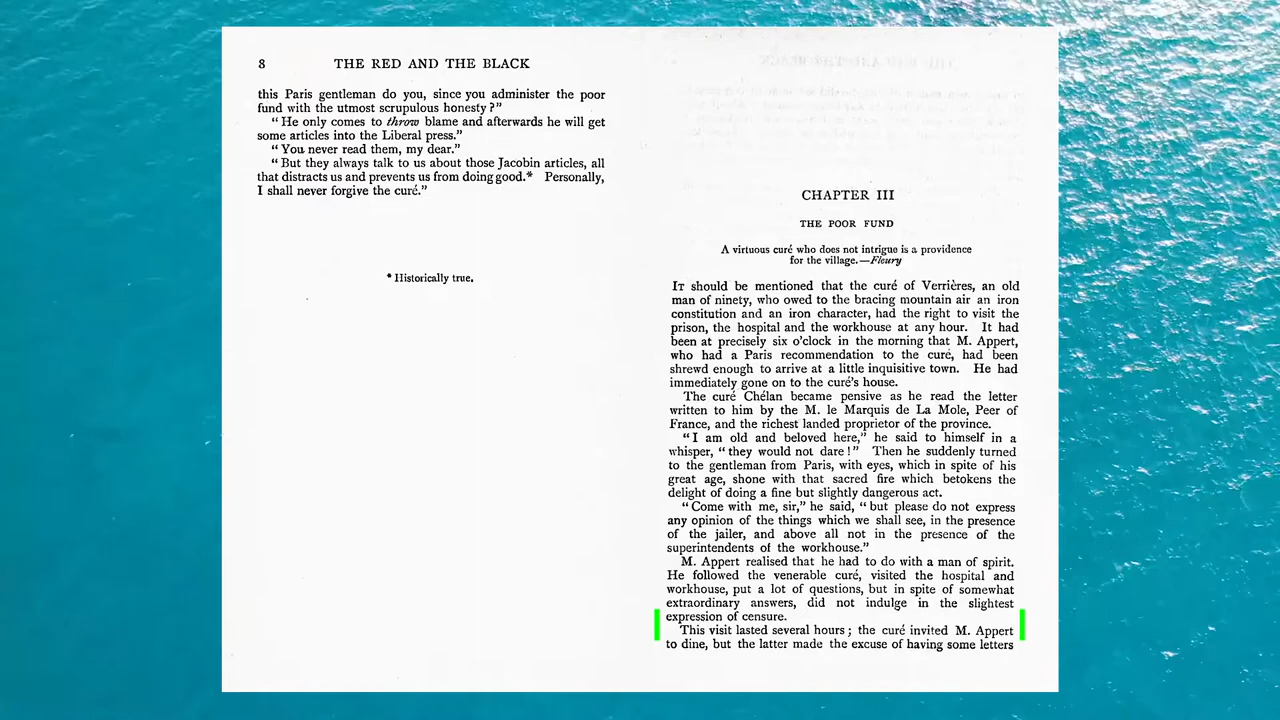 8 THE RED AND THE BLACK
this Paris gentleman do you, since you administer the poor
fund with the utmost scrupulous honesty?”
“He only comes to throw blame and afterwards he will get
some articles into the Liberal press.”
“You never read them, my dear.”
“But they always talk to us about those Jacobin articles, all
that distracts us and prevents us from doing good.* Personally,
I shall never forgive the curé.”
* Historically true.
CHAPTER III
THE POOR FUND
A virtuous curé who does not intrigue is a providence
for the village.—Fleury
IT should be mentioned that the curé of Verrières, an old
man of ninety, who owed to the bracing mountain air an iron
constitution and an iron character, had the right to visit the
prison, the hospital and the workhouse at any hour. It had
been at precisely six o’clock in the morning that M. Appert,
who had a Paris recommendation to the curé, had been
shrewd enough to arrive at a little inquisitive town. He had
immediately gone on to the curé’s house.
The curé Chélan became pensive as he read the letter
written to him by the M. le Marquis de La Mole, Peer of
France, and the richest landed proprietor of the province.
“I am old and beloved here,” he said to himself in a
whisper, “they would not dare!” Then he suddenly turned
to the gentleman from Paris, with eyes, which in spite of his
great age, shone with that sacred fire which betokens the
delight of doing a fine but slightly dangerous act.
“Come with me, sir,” he said, “but please do not express
any opinion of the things which we shall see, in the presence
of the jailer, and above all not in the presence of the
superintendents of the workhouse.”
M. Appert realised that he had to do with a man of spirit.
He followed the venerable curé, visited the hospital and
workhouse, put a lot of questions, but in spite of somewhat
extraordinary answers, did not indulge in the slightest
expression of censure.
This visit lasted several hours; the curé invited M. Appert
to dine, but the latter made the excuse of having some letters